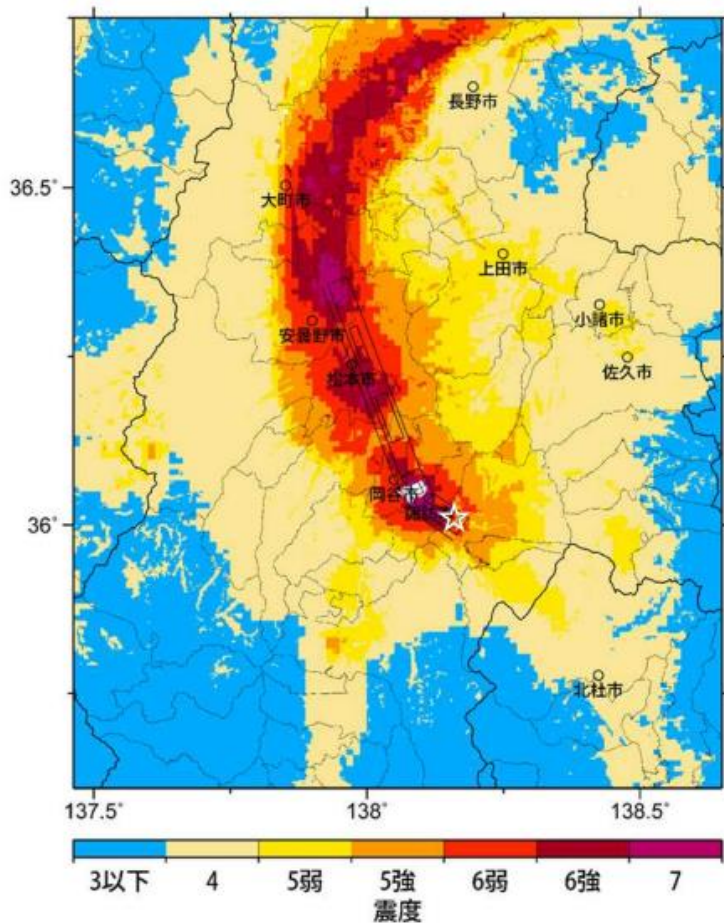 長野市
36.5°
大町市
上田市
小諸市
安曇野市
佐久市
松本市
岡谷市
36°
北杜市
137.5°
138°
138.5°
3以下
4
5弱
5強
6弱
6強
7
震度